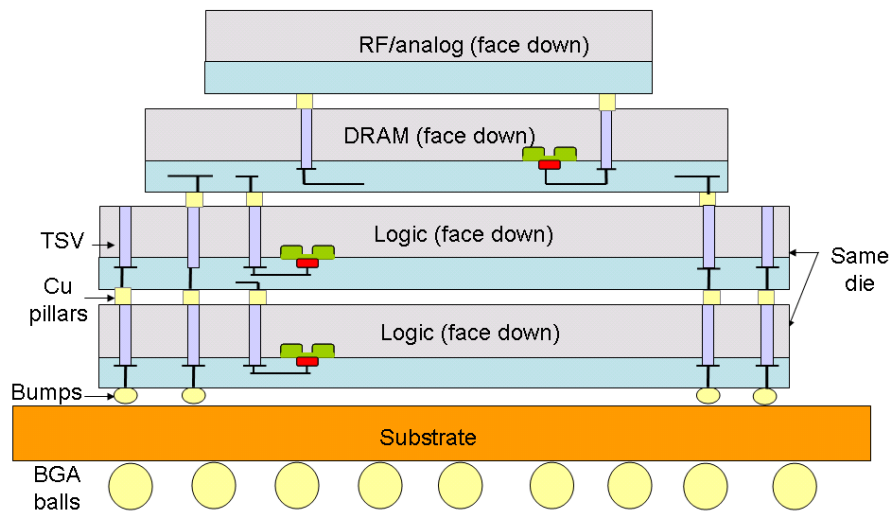 RF/analog (face down)
DRAM (face down)
TSV
Logic (face down)
Same
die
Cu
pillars
Logic (face down)
Bumps
Substrate
BGA
balls